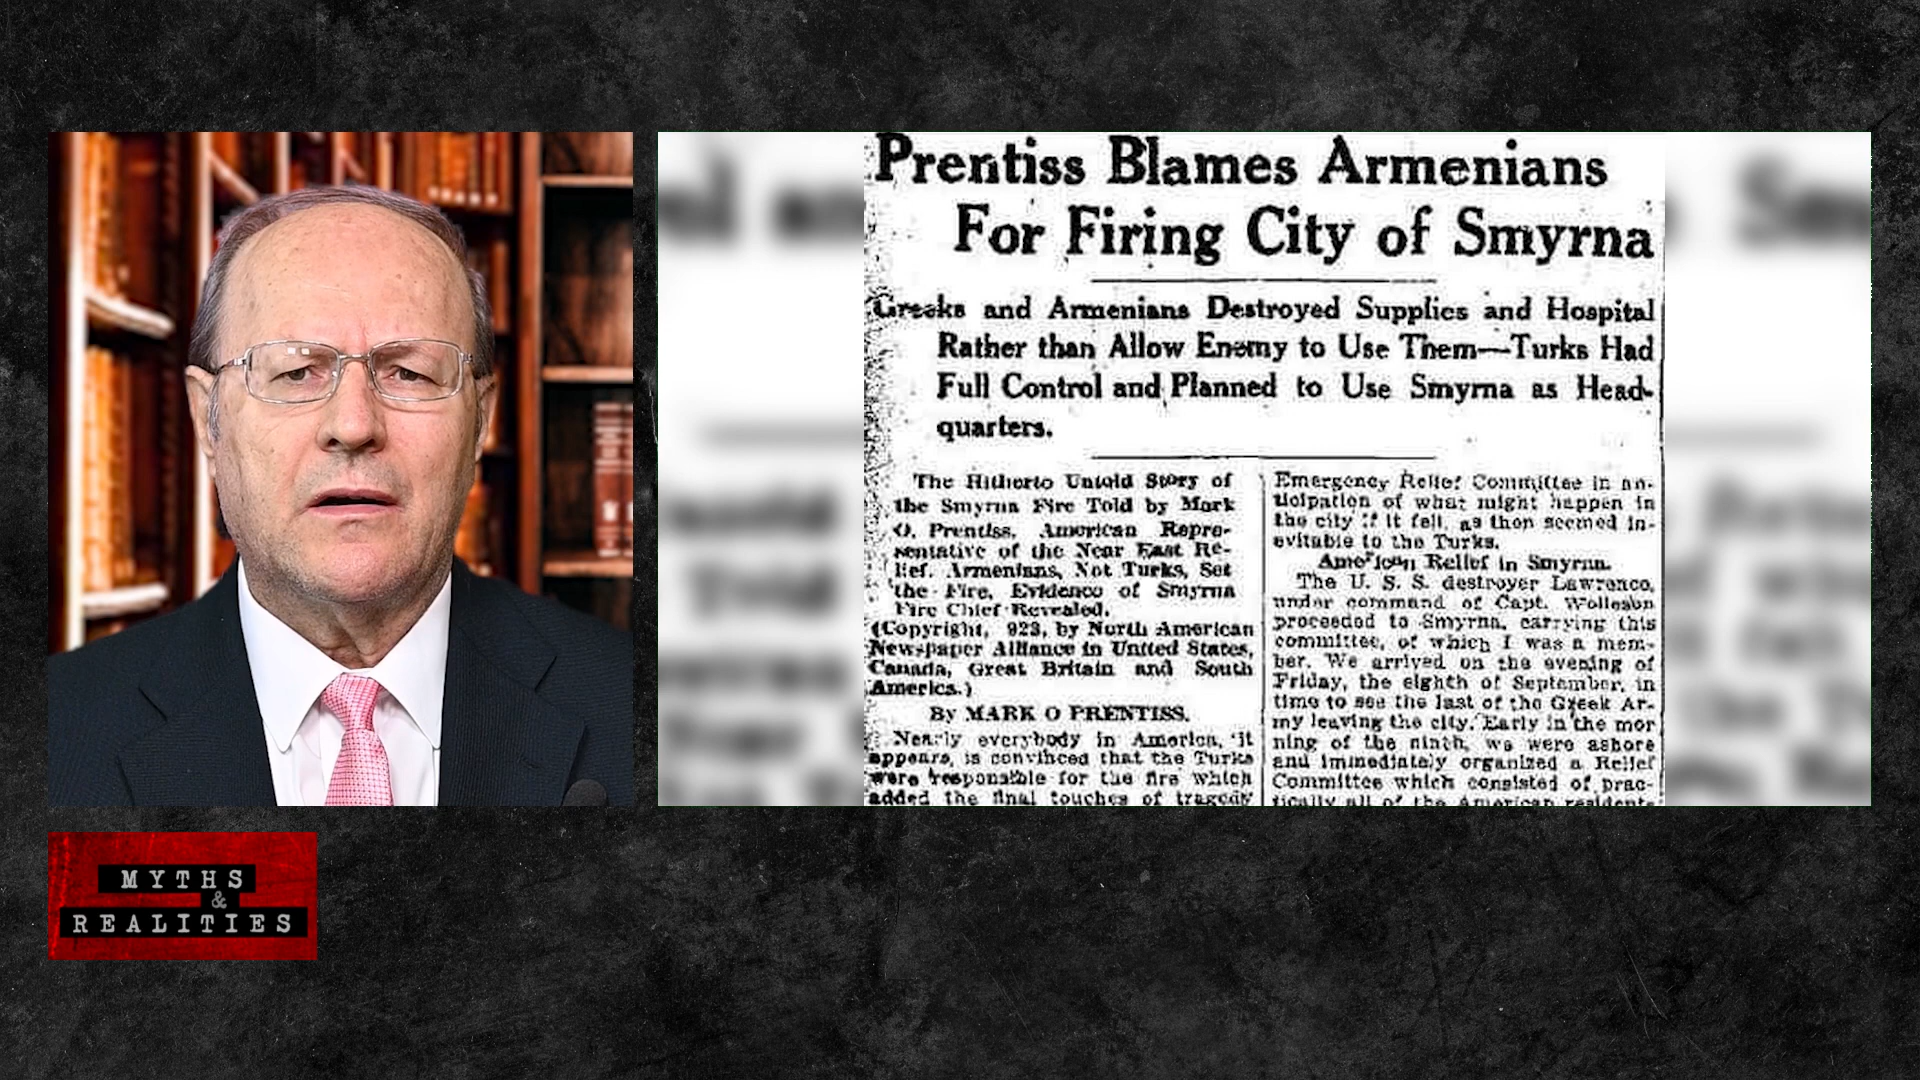 Prentiss Blames Armenians
For Firing City of Smyrna
Greeks and Armenians Destroyed Supplies and Hospital
Rather than Allow Enemy to Use Them—Turks Had
Full Control and Planned to Use Smyrna as Head-
quarters.
The Hitherto Untold Story of
the Smyrna Fire Told by Mark
O. Prentiss, American Repre-
sentative of the Near East Re-
lief. Armenians, Not Turks, Set
the Fire, Evidence of Smyrna
Fire Chief Revealed.
(Copyright, 923, by North American
Newspaper Alliance in United States,
Canada, Great Britain and South
America.)
By MARK O PRENTISS.
Nearly everybody in America, it
appears, is convinced that the Turks
were responsible for the fire which
added the final touches of tragedy
Emergency Relief Committee in an-
ticipation of what might happen in
the city if it fell, as then seemed in-
evitable to the Turks.
American Relief in Smyrna.
The U. S. S. destroyer Lawrence,
under command of Capt. Wolleson
proceeded to Smyrna, carrying this
committee, of which I was a mem-
ber. We arrived on the evening of
Friday, the eighth of September, in
time to see the last of the Greek Ar-
my leaving the city. Early in the mor
ning of the ninth, we were ashore
and immediately organized a Relief
Committee which consisted of prac-
tically all of the American residents
MYTHS
&
REALITIES